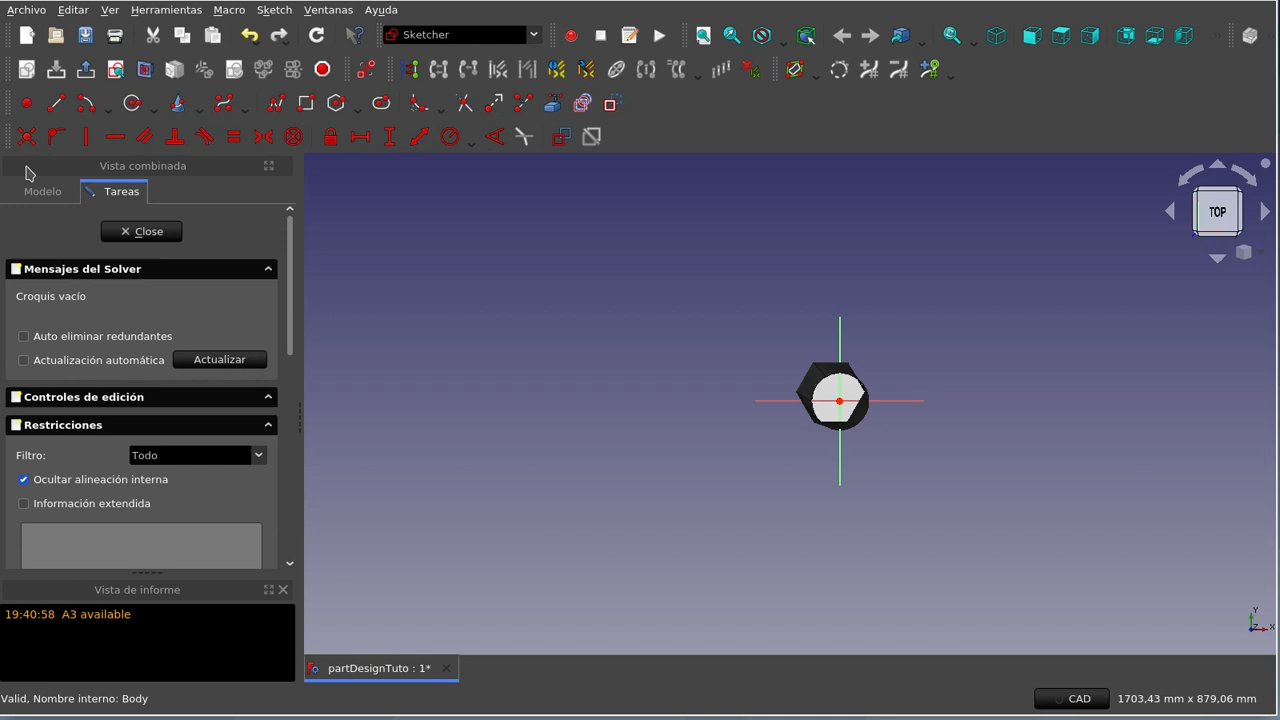 Archivo Editar Ver Herramientas Macro Sketch Ventanas Ayuda
Sketcher
Vista combinada
Modelo Tareas
Close
Mensajes del Solver
Croquis vacío
Auto eliminar redundantes
Actualización automática Actualizar
Controles de edición
Restricciones
Filtro: Todo
Ocultar alineación interna
Información extendida
Vista de informe
19:40:58 A3 available
TOP
Y
Z X
partDesignTuto : 1*
Valid, Nombre interno: Body CAD 1703,43 mm x 879,06 mm